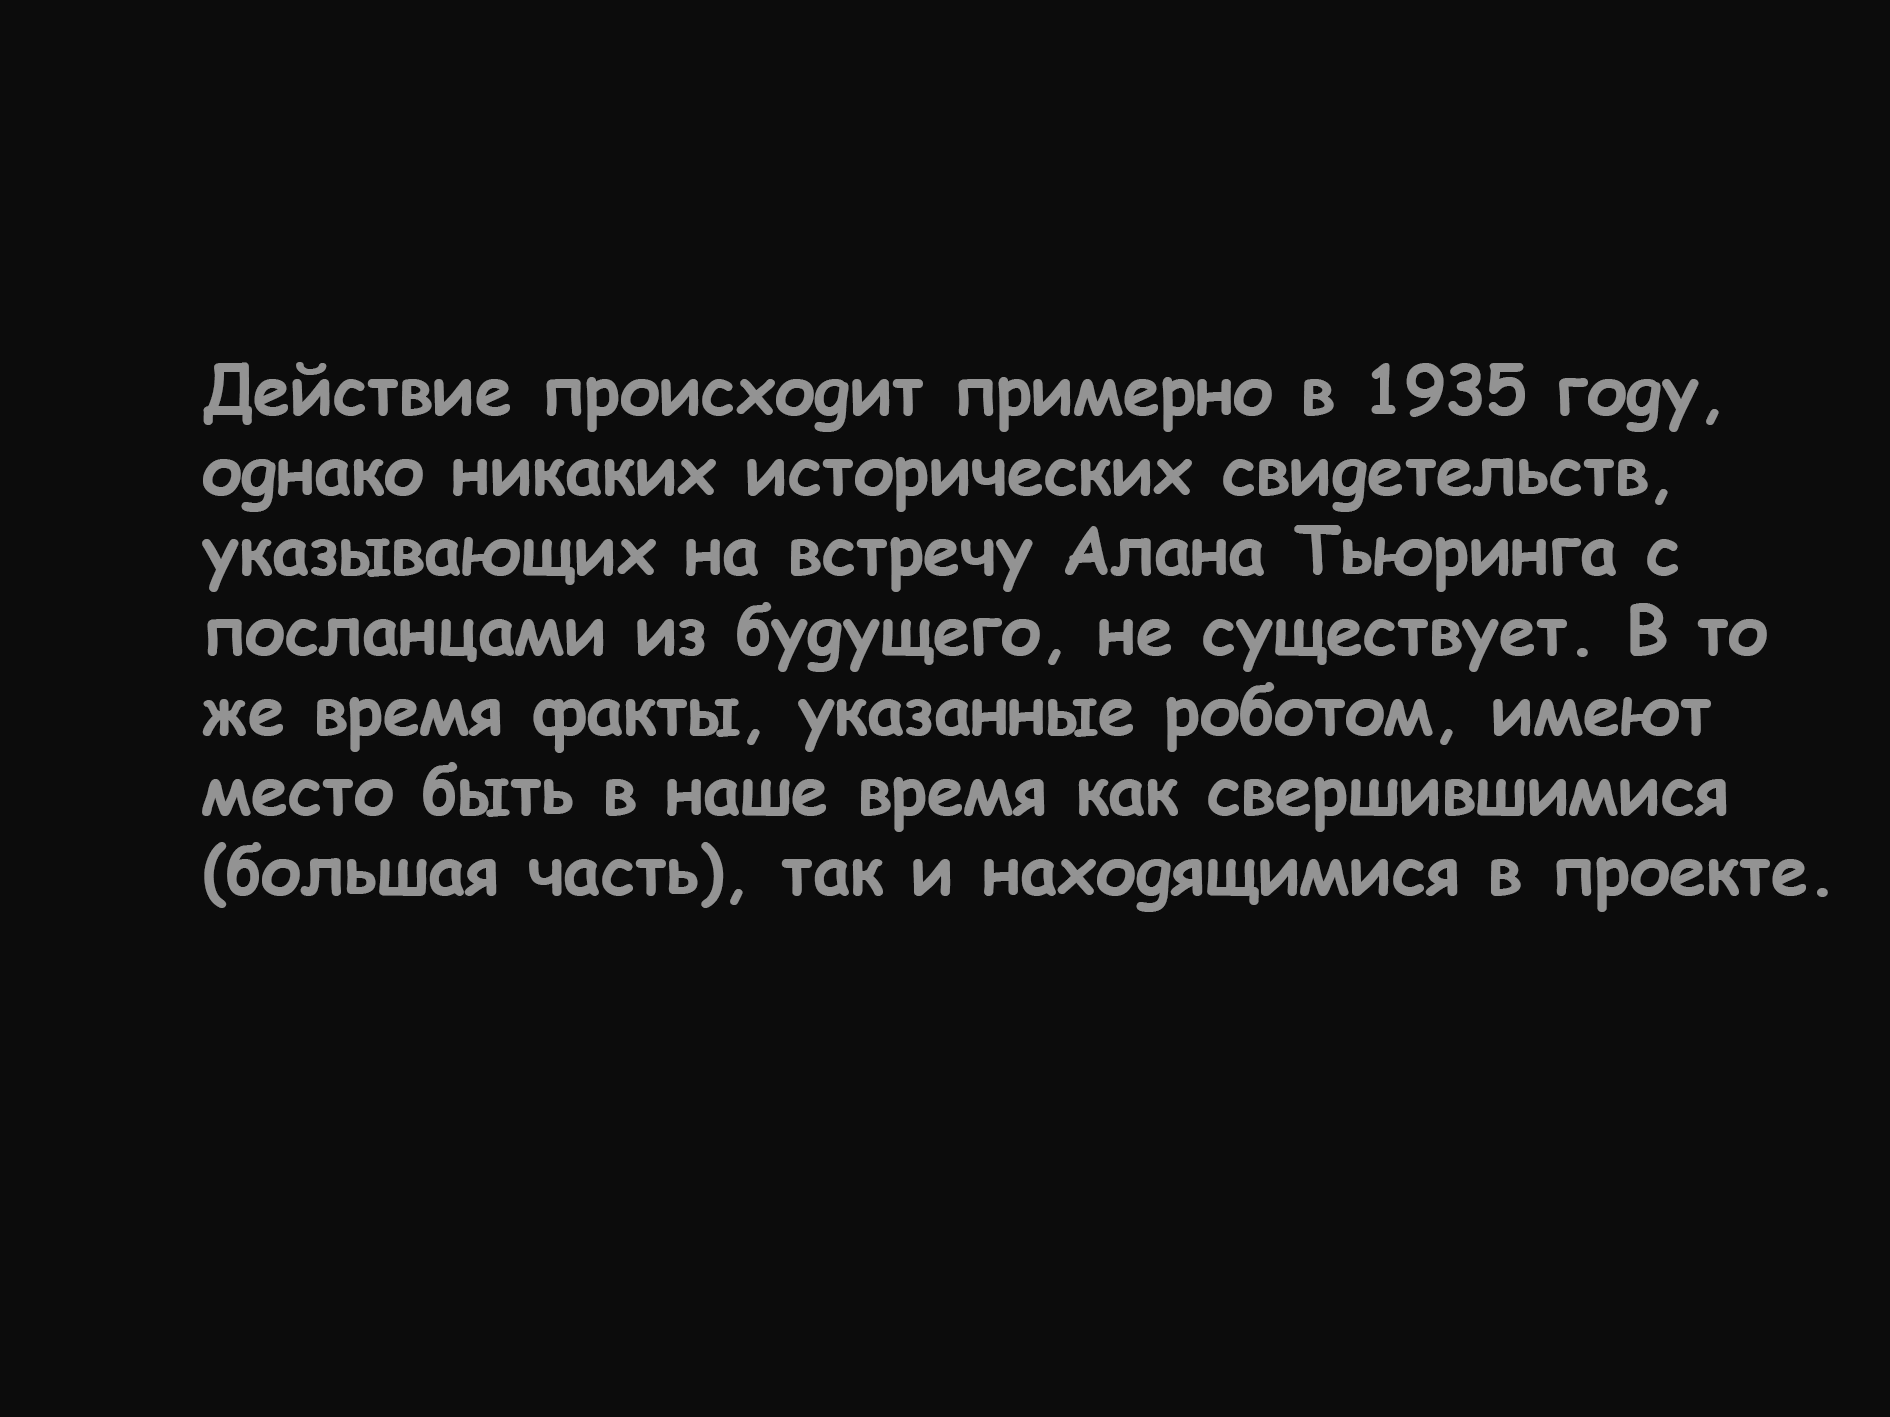 Действие происходит примерно в 1935 году,
однако никаких исторических свидетельств,
указывающих на встречу Алана Тьюринга с
посланцами из будущего, не существует. В то
же время факты, указанные роботом, имеют
место быть в наше время как свершившимися
(большая часть), так и находящимися в проекте.